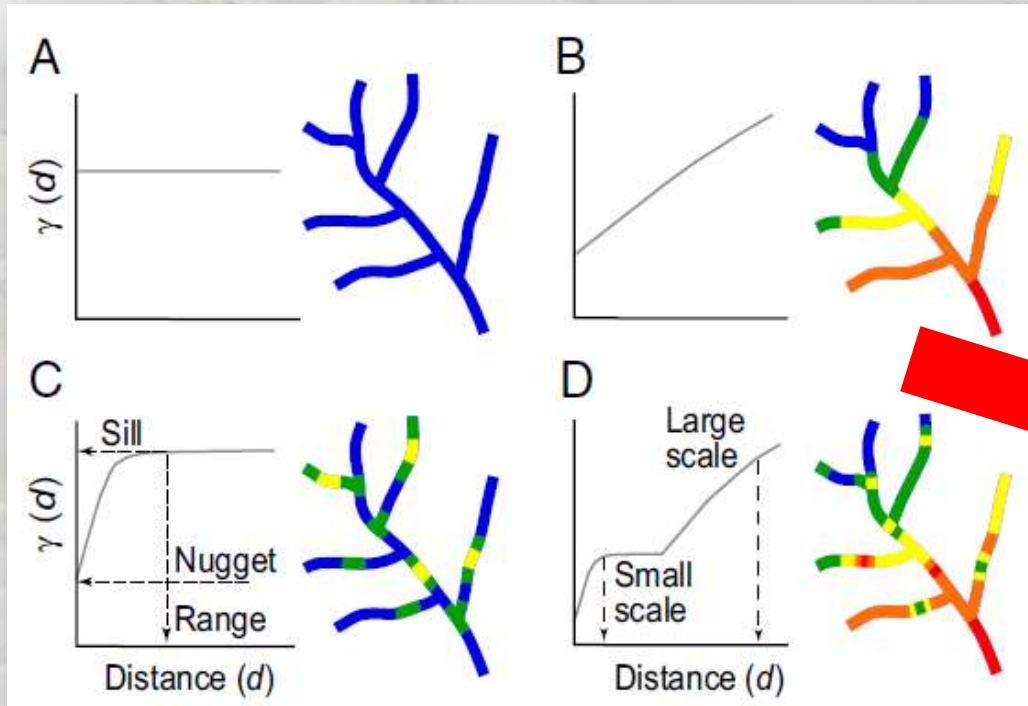 A
γ (d)
B
C
Sill
Nugget
Range
γ (d)
Distance (d)
D
Large
scale
Small
scale
Distance (d)